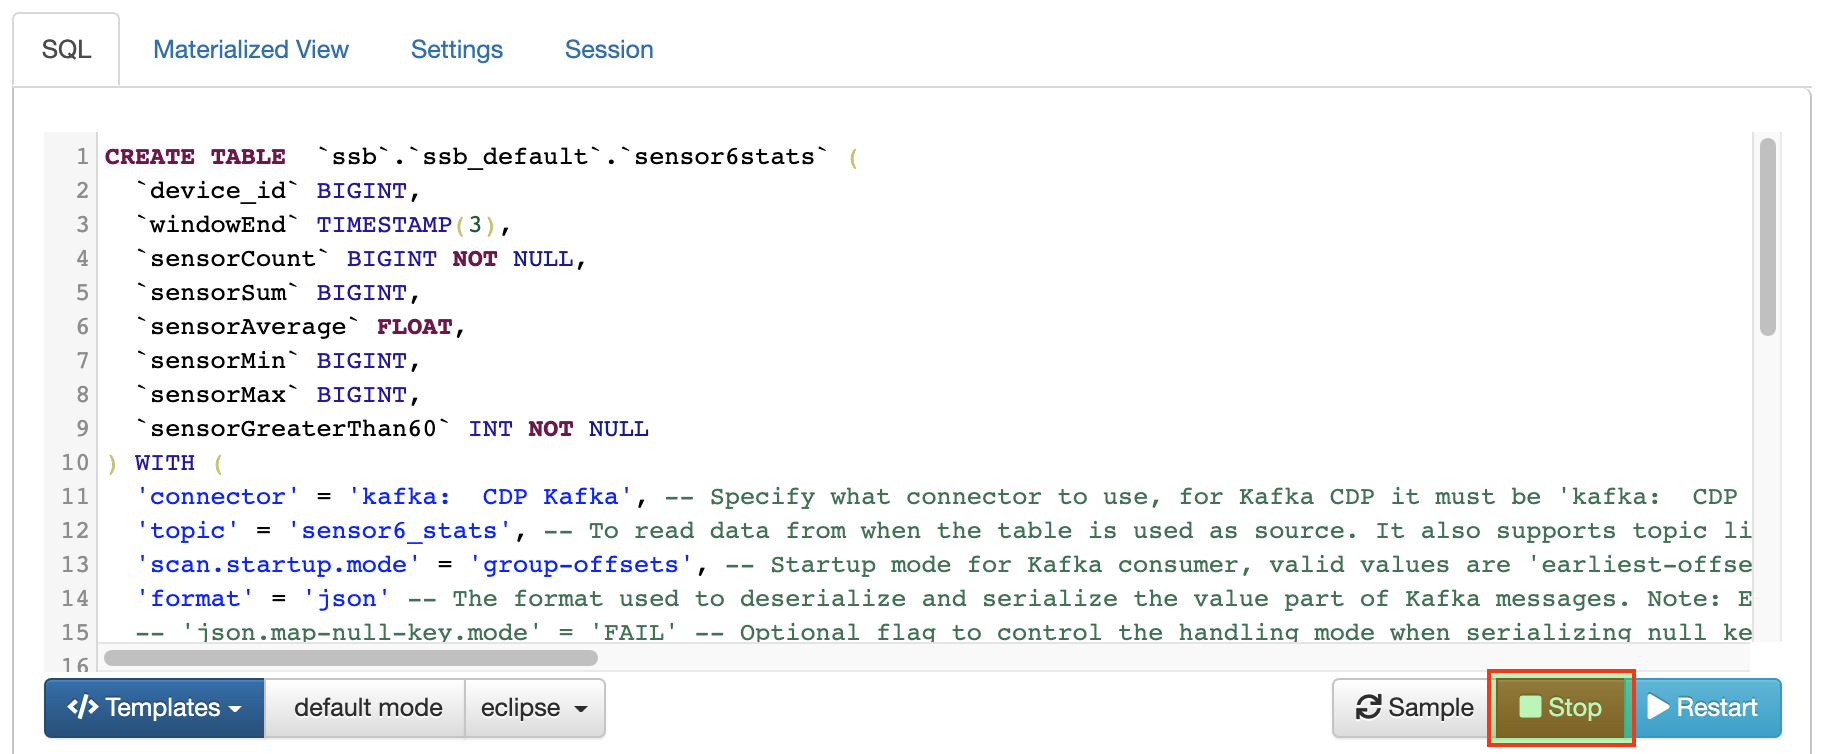 SQL Materialized View Settings Session
1 CREATE TABLE  `ssb`.`ssb_default`.`sensor6stats` (
2   `device_id` BIGINT,
3   `windowEnd` TIMESTAMP(3),
4   `sensorCount` BIGINT NOT NULL,
5   `sensorSum` BIGINT,
6   `sensorAverage` FLOAT,
7   `sensorMin` BIGINT,
8   `sensorMax` BIGINT,
9   `sensorGreaterThan60` INT NOT NULL
10 ) WITH (
11   'connector' = 'kafka:  CDP Kafka', -- Specify what connector to use, for Kafka CDP it must be 'kafka:  CDP
12   'topic' = 'sensor6_stats', -- To read data from when the table is used as source. It also supports topic li
13   'scan.startup.mode' = 'group-offsets', -- Startup mode for Kafka consumer, valid values are 'earliest-offse
14   'format' = 'json' -- The format used to deserialize and serialize the value part of Kafka messages. Note: E
15   -- 'json.map-null-key.mode' = 'FAIL' -- Optional flag to control the handling mode when serializing null ke
16
</> Templates default mode eclipse Sample Stop Restart